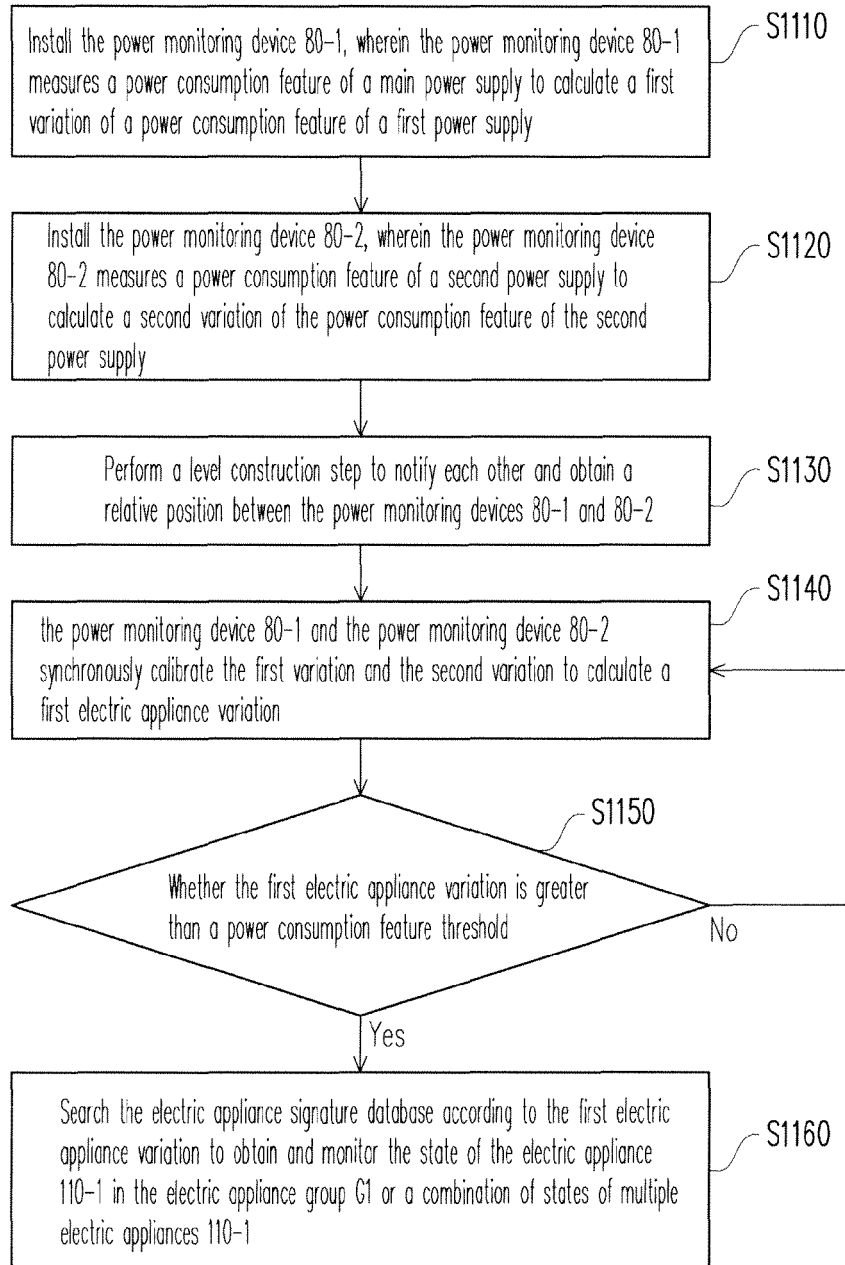 Install the power monitoring device 80-1, wherein the power monitoring device 80-1
measures a power consumption feature of a main power supply to calculate a first
variation of a power consumption feature of a first power supply
S1110
Install the power monitoring device 80-2, wherein the power monitoring device
80-2 measures a power consumption feature of a second power supply to
calculate a second variation of the power consumption feature of the second
power supply
S1120
Perform a level construction step to notify each other and obtain a
relative position between the power monitoring devices 80-1 and 80-2
S1130
the power monitoring device 80-1 and the power monitoring device 80-2
synchronously calibrate the first variation and the second variation to calculate a
first electric appliance variation
S1140
Whether the first electric appliance variation is greater
than a power consumption feature threshold
S1150
No
Yes
Search the electric appliance signature database according to the first electric
appliance variation to obtain and monitor the state of the electric appliance
110-1 in the electric appliance group G1 or a combination of states of multiple
electric appliances 110-1
S1160